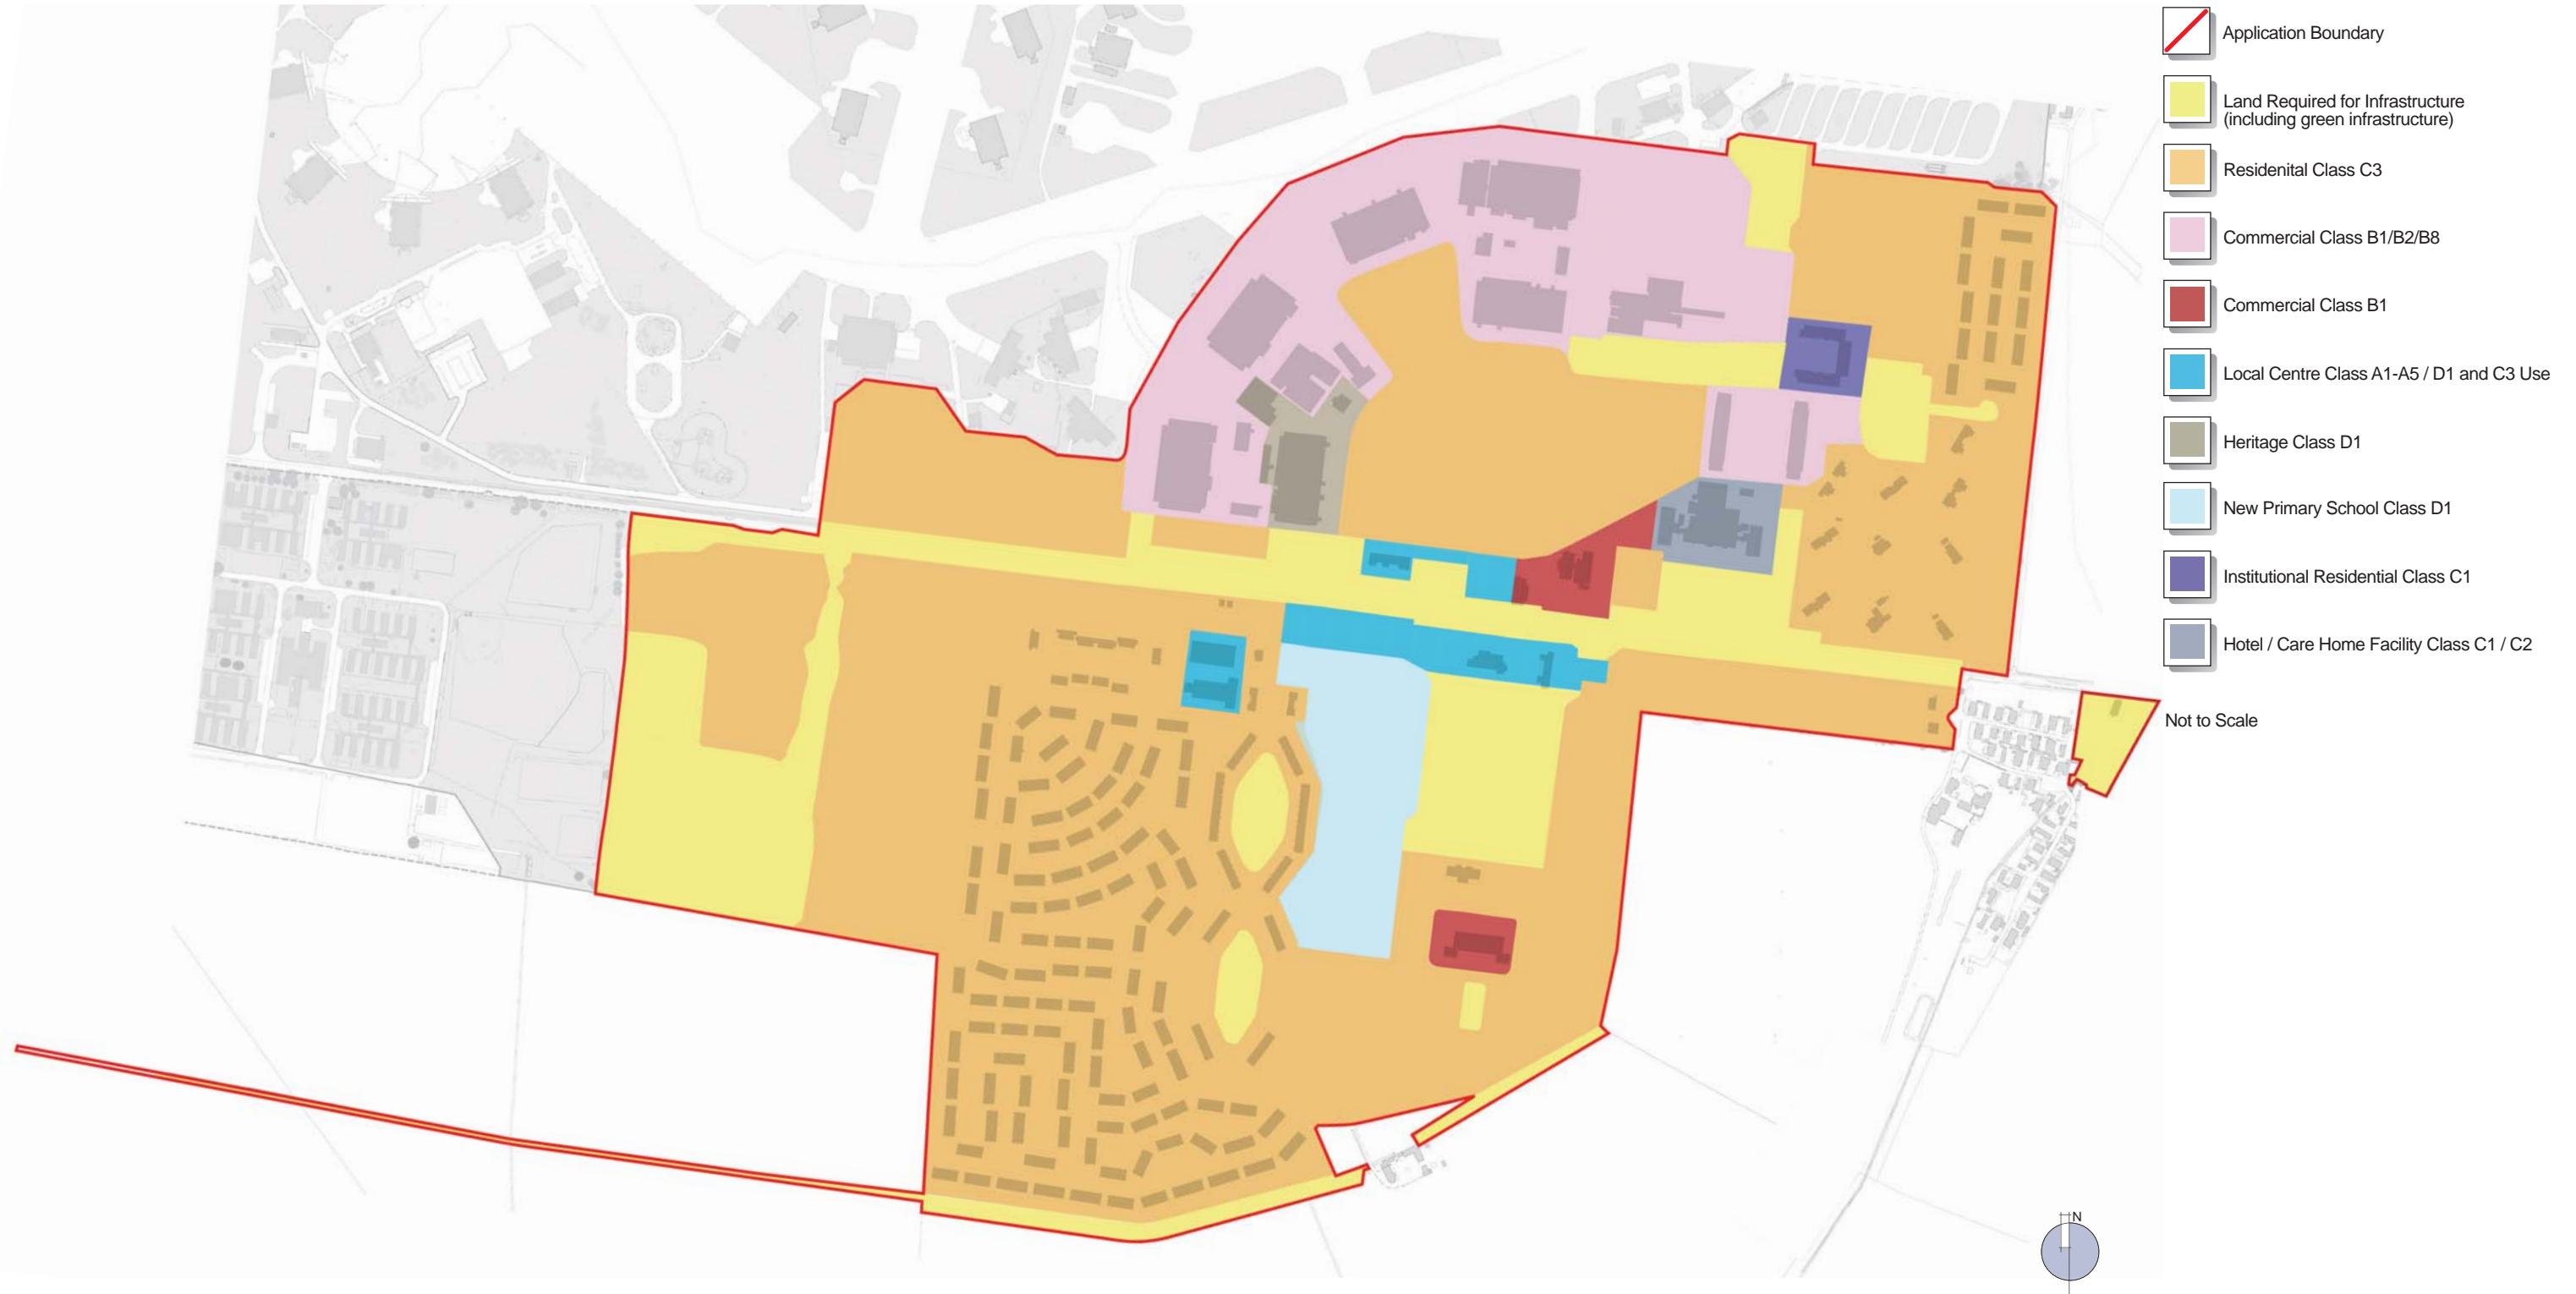 Application Boundary
Land Required for Infrastructure
(including green infrastructure)
Residenital Class C3
Commercial Class B1/B2/B8
Commercial Class B1
Local Centre Class A1-A5 / D1 and C3 Use
Heritage Class D1
New Primary School Class D1
Institutional Residential Class C1
Hotel / Care Home Facility Class C1 / C2
Not to Scale
N